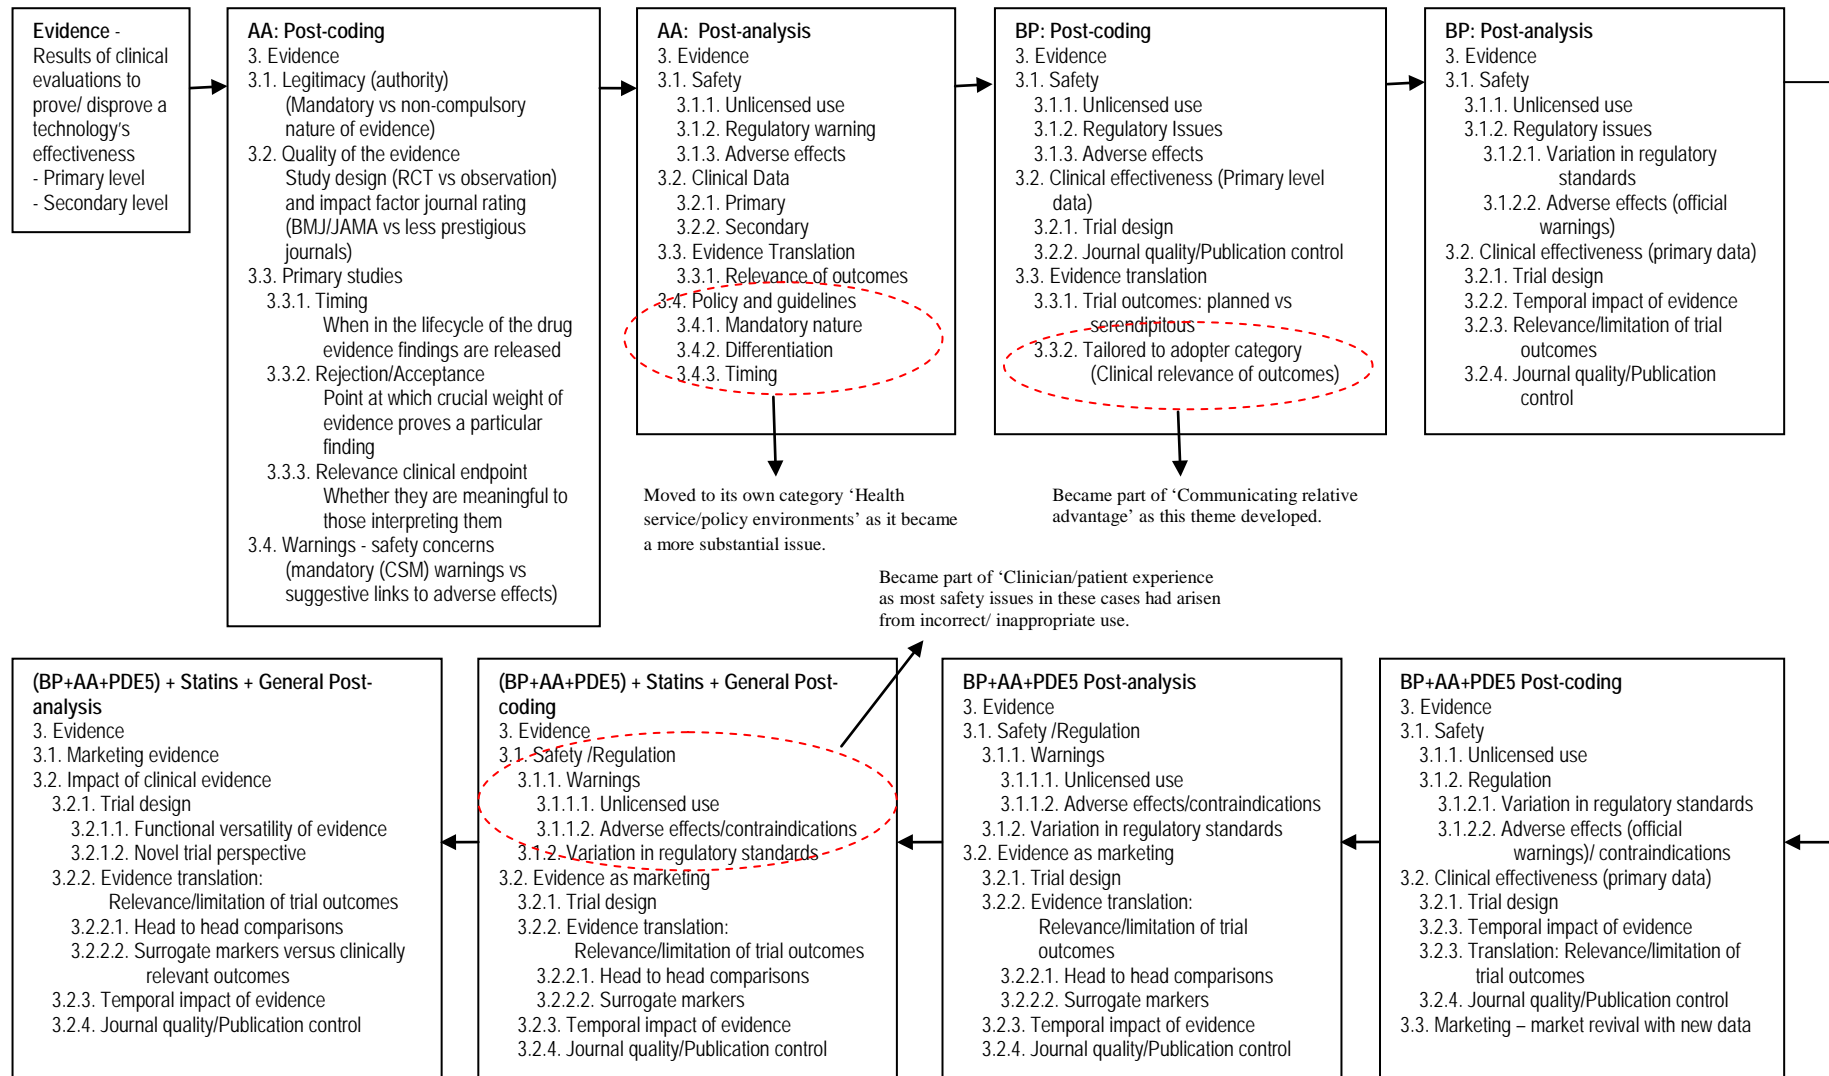 Evidence -
Results of clinical
evaluations to
prove/ disprove a
technology's
effectiveness
- Primary level
- Secondary level
AA: Post-coding
3. Evidence
3.1. Legitimacy (authority)
(Mandatory vs non-compulsory
nature of evidence)
3.2. Quality of the evidence
Study design (RCT vs observation)
and impact factor journal rating
(BMJ/JAMA vs less prestigious
journals)
3.3. Primary studies
3.3.1. Timing
When in the lifecycle of the drug
evidence findings are released
3.3.2. Rejection/Acceptance
Point at which crucial weight of
evidence proves a particular
finding
3.3.3. Relevance clinical endpoint
Whether they are meaningful to
those interpreting them
3.4. Warnings - safety concerns
(mandatory (CSM) warnings vs
suggestive links to adverse effects)
AA: Post-analysis
3. Evidence
3.1. Safety
3.1.1. Unlicensed use
3.1.2. Regulatory warning
3.1.3. Adverse effects
3.2. Clinical Data
3.2.1. Primary
3.2.2. Secondary
3.3. Evidence Translation
3.3.1. Relevance of outcomes
3.4. Policy and guidelines
3.4.1. Mandatory nature
3.4.2. Differentiation
3.4.3. Timing
BP: Post-coding
3. Evidence
3.1. Safety
3.1.1. Unlicensed use
3.1.2. Regulatory Issues
3.1.3. Adverse effects
3.2. Clinical effectiveness (Primary level
data)
3.2.1. Trial design
3.2.2. Journal quality/Publication control
3.3. Evidence translation
3.3.1. Trial outcomes: planned vs
serendipitous
3.3.2. Tailored to adopter category
(Clinical relevance of outcomes)
BP: Post-analysis
3. Evidence
3.1. Safety
3.1.1. Unlicensed use
3.1.2. Regulatory issues
3.1.2.1. Variation in regulatory
standards
3.1.2.2. Adverse effects (official
warnings)
3.2. Clinical effectiveness (primary data)
3.2.1. Trial design
3.2.2. Temporal impact of evidence
3.2.3. Relevance/limitation of trial
outcomes
3.2.4. Journal quality/Publication
control
Moved to its own category ‘Health
service/policy environments’ as it became
a more substantial issue.
Became part of ‘Communicating relative
advantage’ as this theme developed.
Became part of ‘Clinician/patient experience
as most safety issues in these cases had arisen
from incorrect/ inappropriate use.
(BP+AA+PDE5) + Statins + General Post-
analysis
3. Evidence
3.1. Marketing evidence
3.2. Impact of clinical evidence
3.2.1. Trial design
3.2.1.1. Functional versatility of evidence
3.2.1.2. Novel trial perspective
3.2.2. Evidence translation:
Relevance/limitation of trial outcomes
3.2.2.1. Head to head comparisons
3.2.2.2. Surrogate markers versus clinically
relevant outcomes
3.2.3. Temporal impact of evidence
3.2.4. Journal quality/Publication control
(BP+AA+PDE5) + Statins + General Post-
coding
3. Evidence
3.1. Safety /Regulation
3.1.1. Warnings
3.1.1.1. Unlicensed use
3.1.1.2. Adverse effects/contraindications
3.1.2. Variation in regulatory standards
3.2. Evidence as marketing
3.2.1. Trial design
3.2.2. Evidence translation:
Relevance/limitation of trial outcomes
3.2.2.1. Head to head comparisons
3.2.2.2. Surrogate markers
3.2.3. Temporal impact of evidence
3.2.4. Journal quality/Publication control
BP+AA+PDE5 Post-analysis
3. Evidence
3.1. Safety /Regulation
3.1.1. Warnings
3.1.1.1. Unlicensed use
3.1.1.2. Adverse effects/contraindications
3.1.2. Variation in regulatory standards
3.2. Evidence as marketing
3.2.1. Trial design
3.2.2. Evidence translation:
Relevance/limitation of trial
outcomes
3.2.2.1. Head to head comparisons
3.2.2.2. Surrogate markers
3.2.3. Temporal impact of evidence
3.2.4. Journal quality/Publication control
BP+AA+PDE5 Post-coding
3. Evidence
3.1. Safety
3.1.1. Unlicensed use
3.1.2. Regulation
3.1.2.1. Variation in regulatory standards
3.1.2.2. Adverse effects (official
warnings)/ contraindications
3.2. Clinical effectiveness (primary data)
3.2.1. Trial design
3.2.3. Temporal impact of evidence
3.2.3. Translation: Relevance/limitation of
trial outcomes
3.2.4. Journal quality/Publication control
3.3. Marketing – market revival with new data